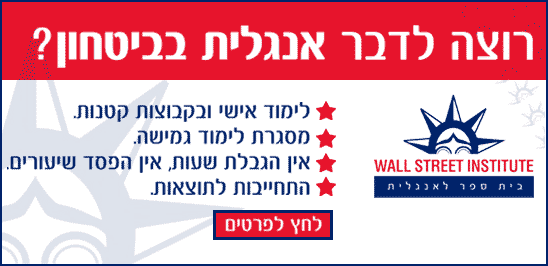 רוצה לדבר אנגלית בביטחון?
לימוד אישי ובקבוצות קטנות.
מסגרת לימוד גמישה.
אין הגבלת שעות, אין הפסד שיעורים.
התחייבות לתוצאות.
לחץ לפרטים
WALL STREET INSTITUTE
בית ספר לאנגלית